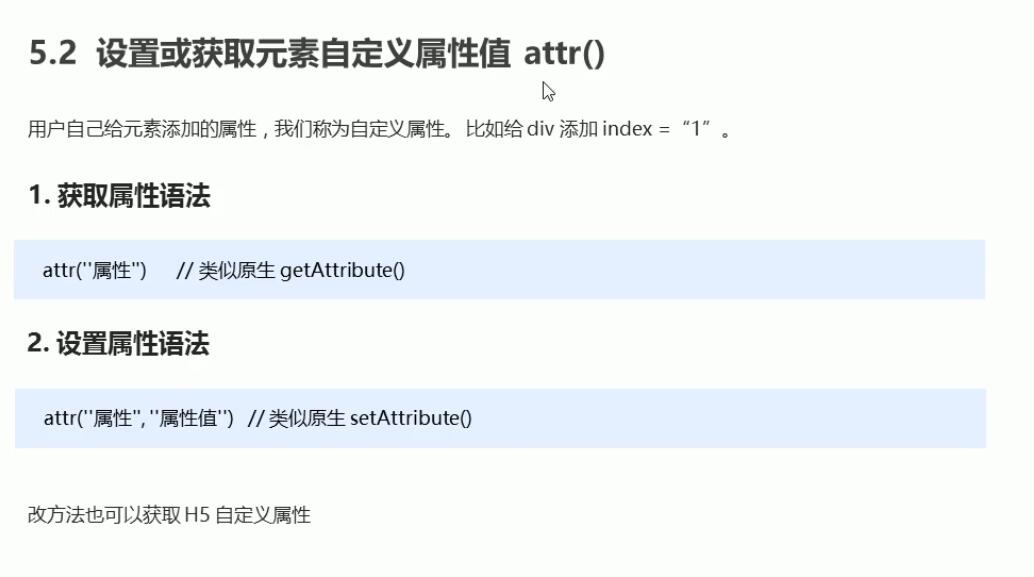 5.2 设置或获取元素自定义属性值 attr()
用户自己给元素添加的属性，我们称为自定义属性。比如给 div 添加 index =“1”。
1. 获取属性语法
attr(''属性'') // 类似原生 getAttribute()
2. 设置属性语法
attr(''属性'', ''属性值'') // 类似原生 setAttribute()
改方法也可以获取 H5 自定义属性